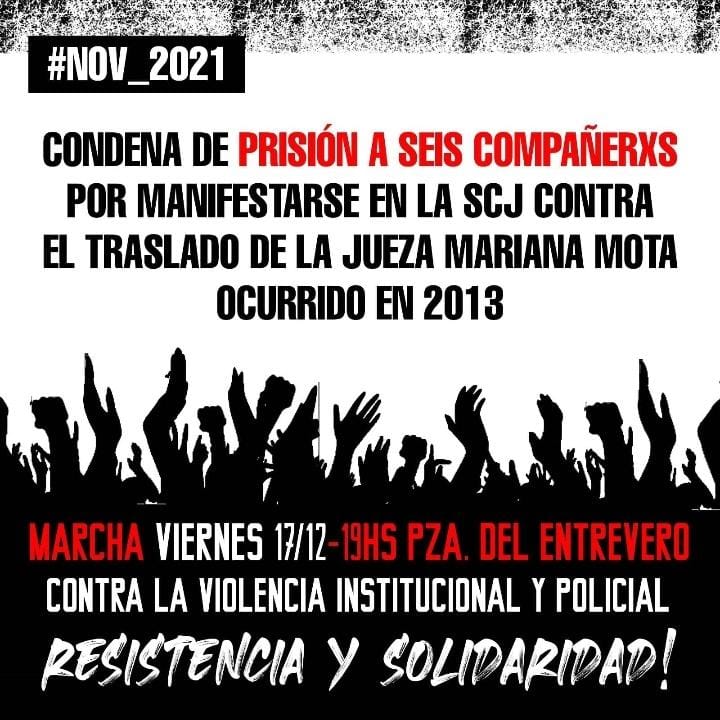 #NOV_2021
CONDENA DE PRISIÓN A SEIS COMPAÑERXS
POR MANIFESTARSE EN LA SCJ CONTRA
EL TRASLADO DE LA JUEZA MARIANA MOTA
OCURRIDO EN 2013
MARCHA VIERNES 17/12-19HS PZA. DEL ENTREVERO
CONTRA LA VIOLENCIA INSTITUCIONAL Y POLICIAL
RESISTENCIA Y SOLIDARIDAD!